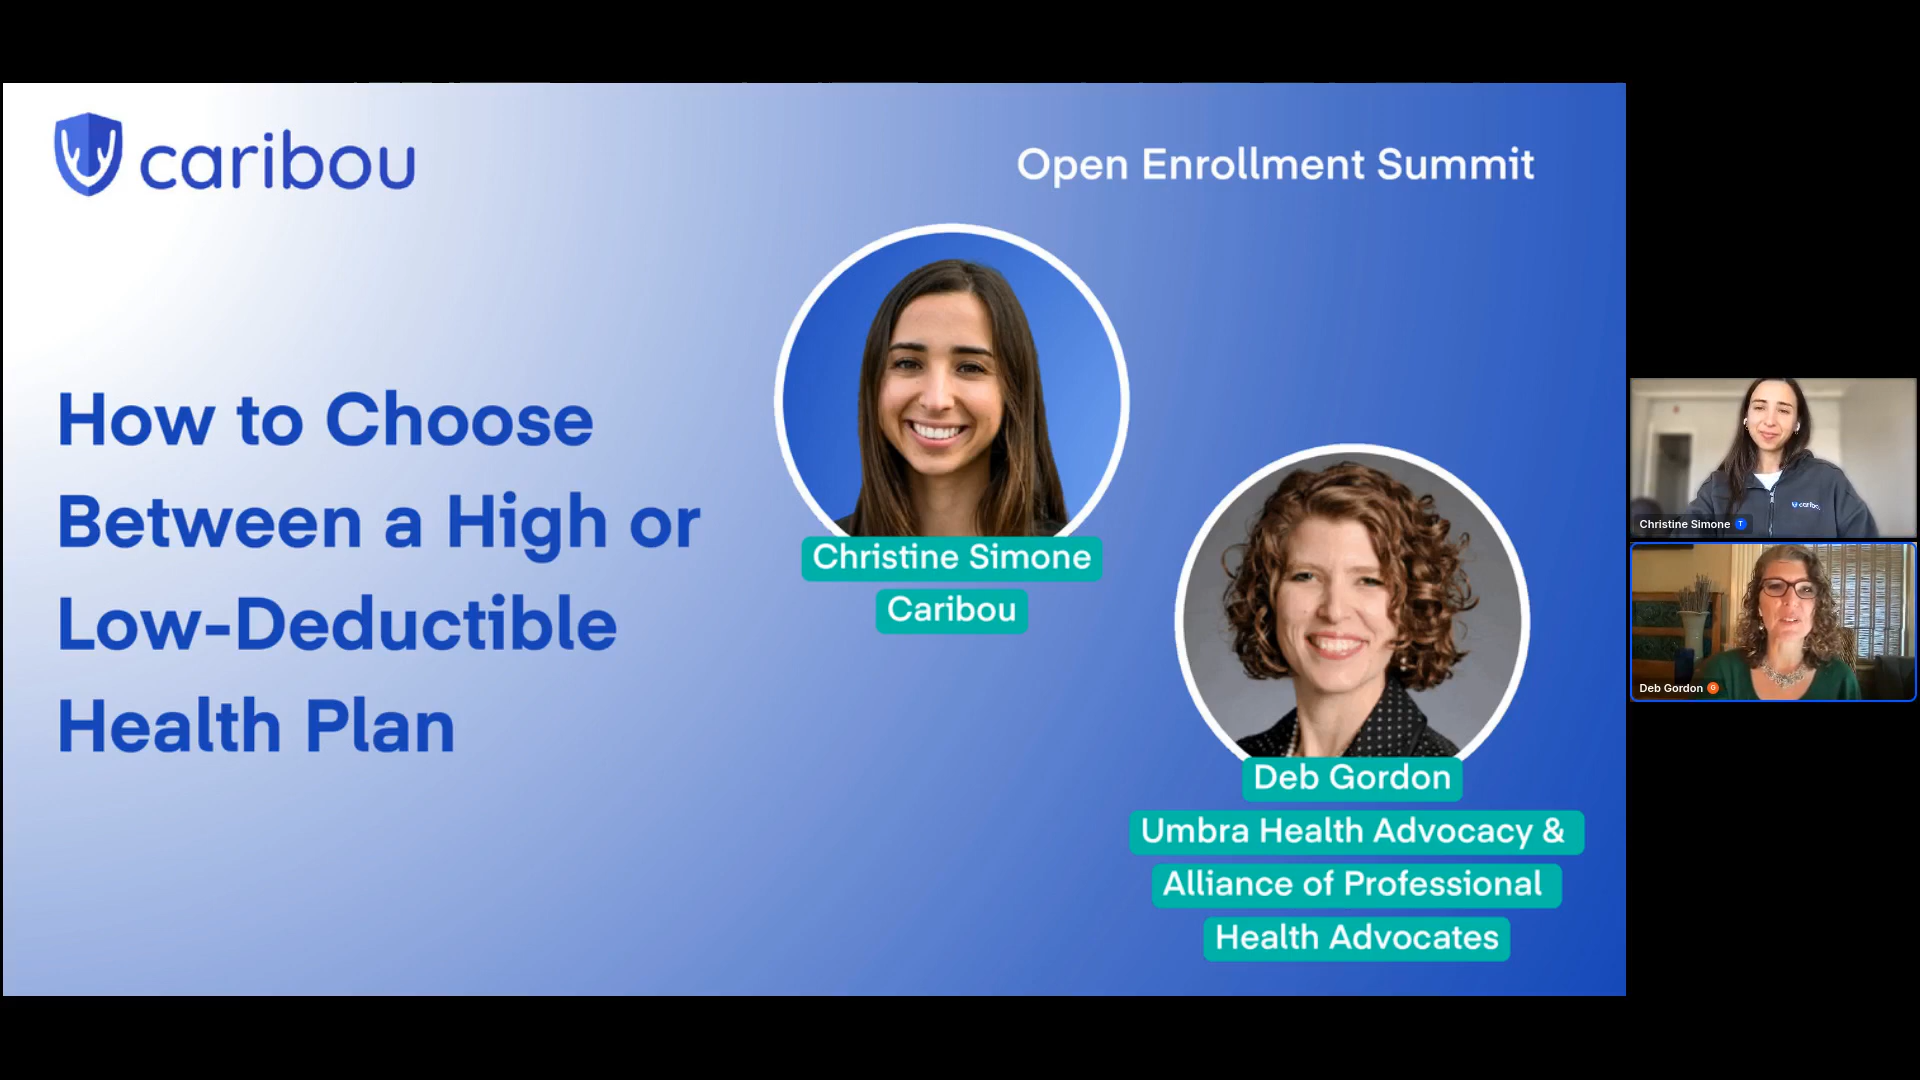 caribou
Open Enrollment Summit
How to Choose
Between a High or
Low-Deductible
Health Plan
Christine Simone
Caribou
Deb Gordon
Umbra Health Advocacy &
Alliance of Professional
Health Advocates
Christine Simone
Deb Gordon